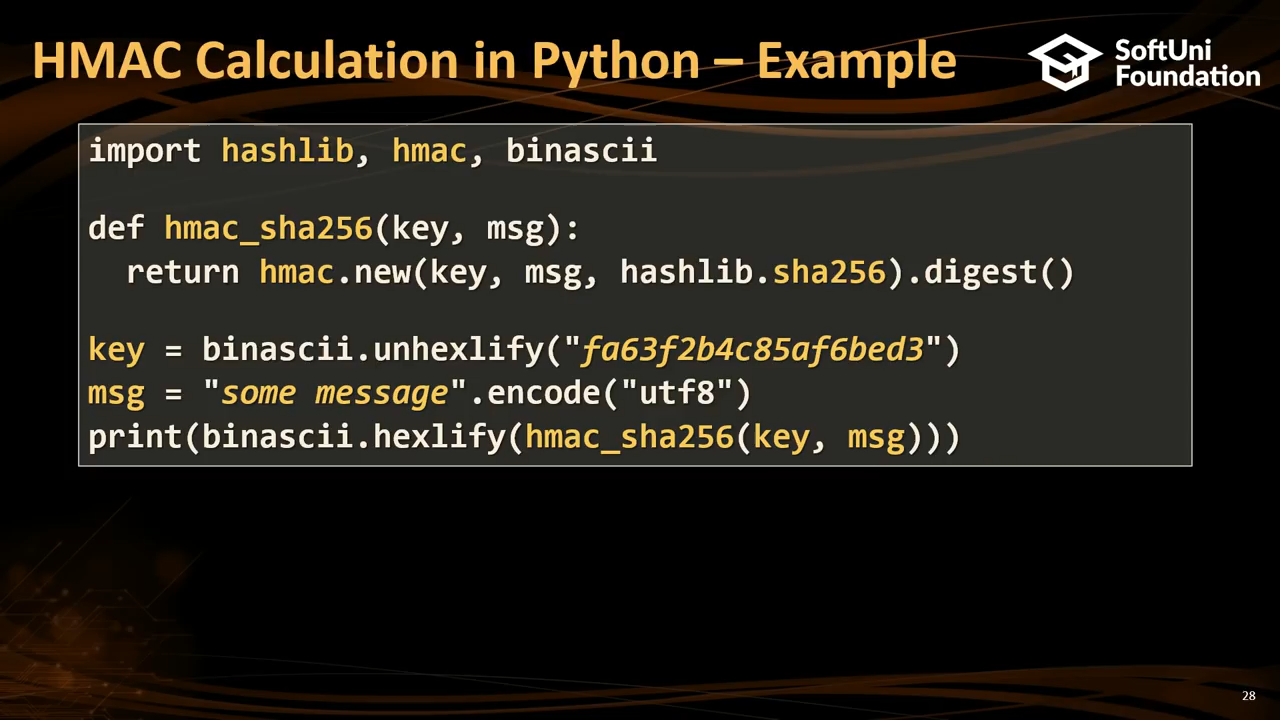 HMAC Calculation in Python – Example
SoftUni
Foundation
import hashlib, hmac, binascii
def hmac_sha256(key, msg):
  return hmac.new(key, msg, hashlib.sha256).digest()
key = binascii.unhexlify("fa63f2b4c85af6bed3")
msg = "some message".encode("utf8")
print(binascii.hexlify(hmac_sha256(key, msg)))
28